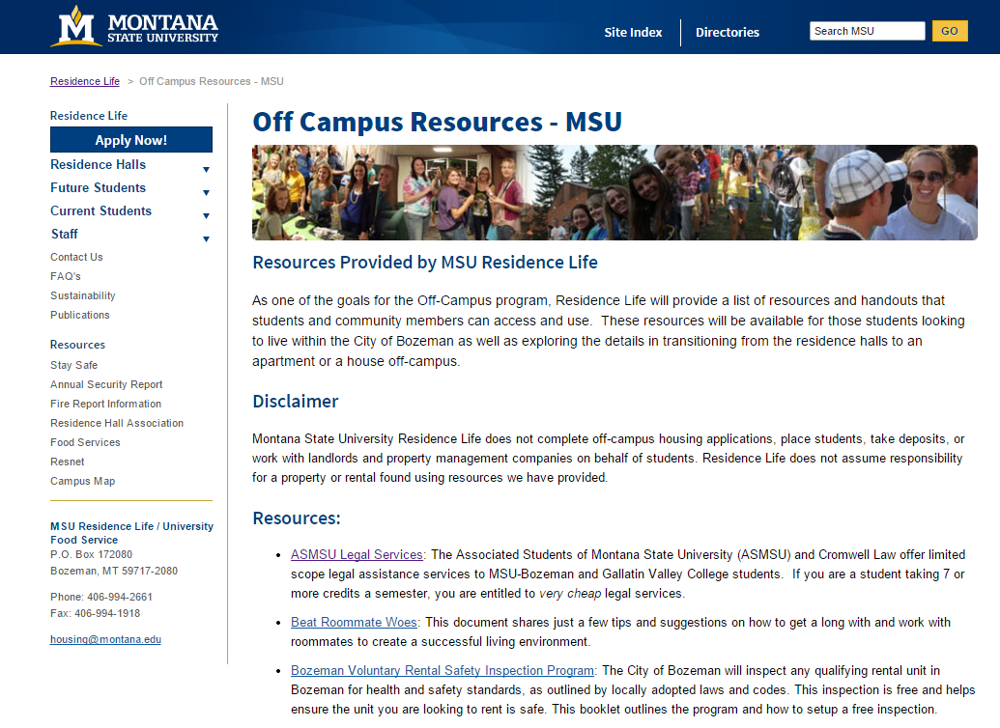 MONTANA
STATE UNIVERSITY
Site Index
Directories
Search MSU
GO
Residence Life > Off Campus Resources - MSU
Residence Life
Apply Now!
Residence Halls
Future Students
Current Students
Staff
Contact Us
FAQ's
Sustainability
Publications
Resources
Stay Safe
Annual Security Report
Fire Report Information
Residence Hall Association
Food Services
Resnet
Campus Map
MSU Residence Life / University
Food Service
P.O. Box 172080
Bozeman, MT 59717-2080
Phone: 406-994-2661
Fax: 406-994-1918
housing@montana.edu
Off Campus Resources - MSU
Resources Provided by MSU Residence Life
As one of the goals for the Off-Campus program, Residence Life will provide a list of resources and handouts that
students and community members can access and use. These resources will be available for those students looking
to live within the City of Bozeman as well as exploring the details in transitioning from the residence halls to an
apartment or a house off-campus.
Disclaimer
Montana State University Residence Life does not complete off-campus housing applications, place students, take deposits, or
work with landlords and property management companies on behalf of students. Residence Life does not assume responsibility
for a property or rental found using resources we have provided.
Resources:
• ASMSU Legal Services: The Associated Students of Montana State University (ASMSU) and Cromwell Law offer limited
scope legal assistance services to MSU-Bozeman and Gallatin Valley College students. If you are a student taking 7 or
more credits a semester, you are entitled to very cheap legal services.
• Beat Roommate Woes: This document shares just a few tips and suggestions on how to get a long with and work with
roommates to create a successful living environment.
• Bozeman Voluntary Rental Safety Inspection Program: The City of Bozeman will inspect any qualifying rental unit in
Bozeman for health and safety standards, as outlined by locally adopted laws and codes. This inspection is free and helps
ensure the unit you are looking to rent is safe. This booklet outlines the program and how to setup a free inspection.